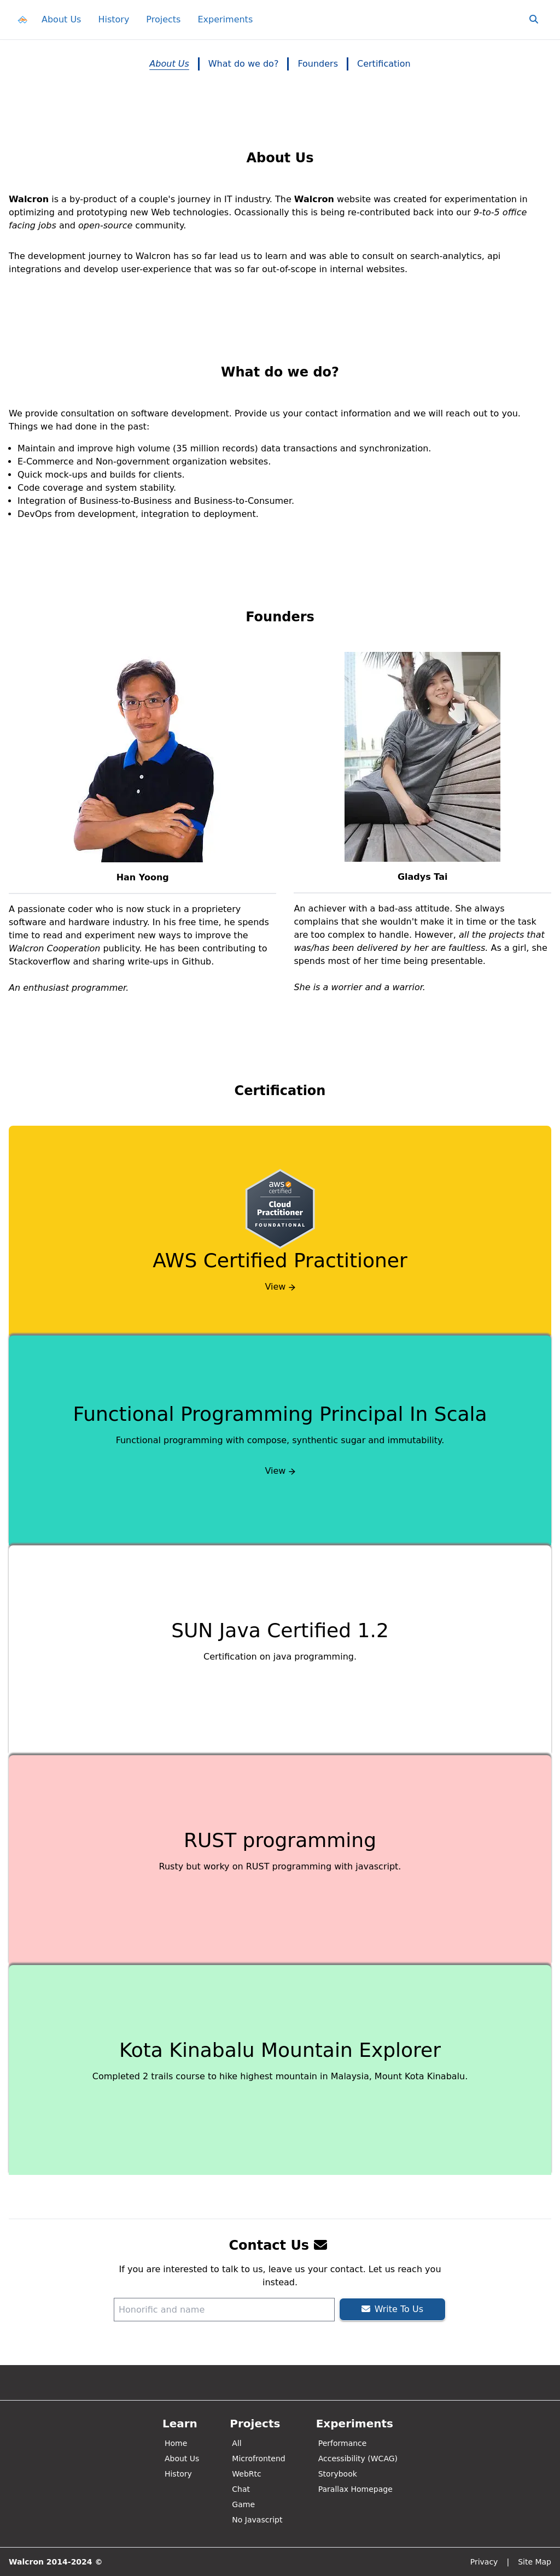 About Us History Projects Experiments
About Us What do we do? Founders Certification
About Us
Walcron is a by-product of a couple's journey in IT industry. The Walcron website was created for experimentation in
optimizing and prototyping new Web technologies. Ocassionally this is being re-contributed back into our 9-to-5 office
facing jobs and open-source community.
The development journey to Walcron has so far lead us to learn and was able to consult on search-analytics, api
integrations and develop user-experience that was so far out-of-scope in internal websites.
What do we do?
We provide consultation on software development. Provide us your contact information and we will reach out to you.
Things we had done in the past:
• Maintain and improve high volume (35 million records) data transactions and synchronization.
• E-Commerce and Non-government organization websites.
• Quick mock-ups and builds for clients.
• Code coverage and system stability.
• Integration of Business-to-Business and Business-to-Consumer.
• DevOps from development, integration to deployment.
Founders
Han Yoong
A passionate coder who is now stuck in a proprietery
software and hardware industry. In his free time, he spends
time to read and experiment new ways to improve the
Walcron Cooperation publicity. He has been contributing to
Stackoverflow and sharing write-ups in Github.
An enthusiast programmer.
Gladys Tai
An achiever with a bad-ass attitude. She always
complains that she wouldn't make it in time or the task
are too complex to handle. However, all the projects that
was/has been delivered by her are faultless. As a girl, she
spends most of her time being presentable.
She is a worrier and a warrior.
Certification
aws
certified
Cloud
Practitioner
FOUNDATIONAL
AWS Certified Practitioner
View →
Functional Programming Principal In Scala
Functional programming with compose, synthentic sugar and immutability.
View →
SUN Java Certified 1.2
Certification on java programming.
RUST programming
Rusty but worky on RUST programming with javascript.
Kota Kinabalu Mountain Explorer
Completed 2 trails course to hike highest mountain in Malaysia, Mount Kota Kinabalu.
Contact Us
If you are interested to talk to us, leave us your contact. Let us reach you
instead.
Honorific and name
Write To Us
Learn
Home
About Us
History
Projects
All
Microfrontend
WebRtc
Chat
Game
No Javascript
Experiments
Performance
Accessibility (WCAG)
Storybook
Parallax Homepage
Walcron 2014-2024 ©
Privacy | Site Map